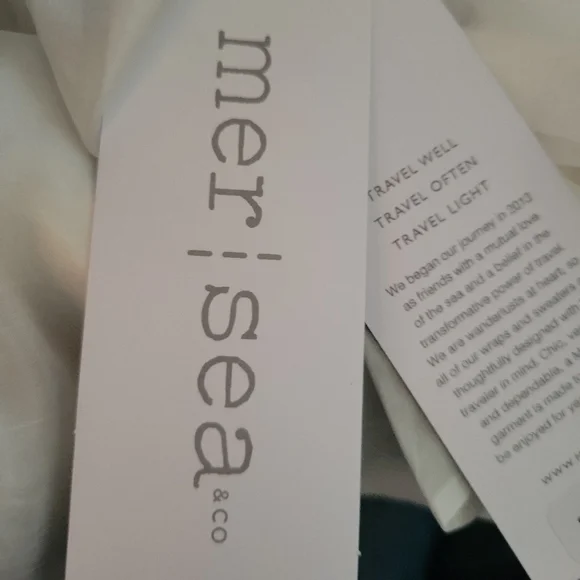 mer sea & co
TRAVEL WELL
TRAVEL OFTEN
TRAVEL LIGHT
We began our journey in 2013
as friends with a mutual love
of the sea and a belief in the
transformative power of travel.
We are wanderlusts at heart, so
all of our wraps and sweaters
thoughtfully designed with
traveler in mind. Chic,
and dependable, a
garment is made
be enjoyed for
www.